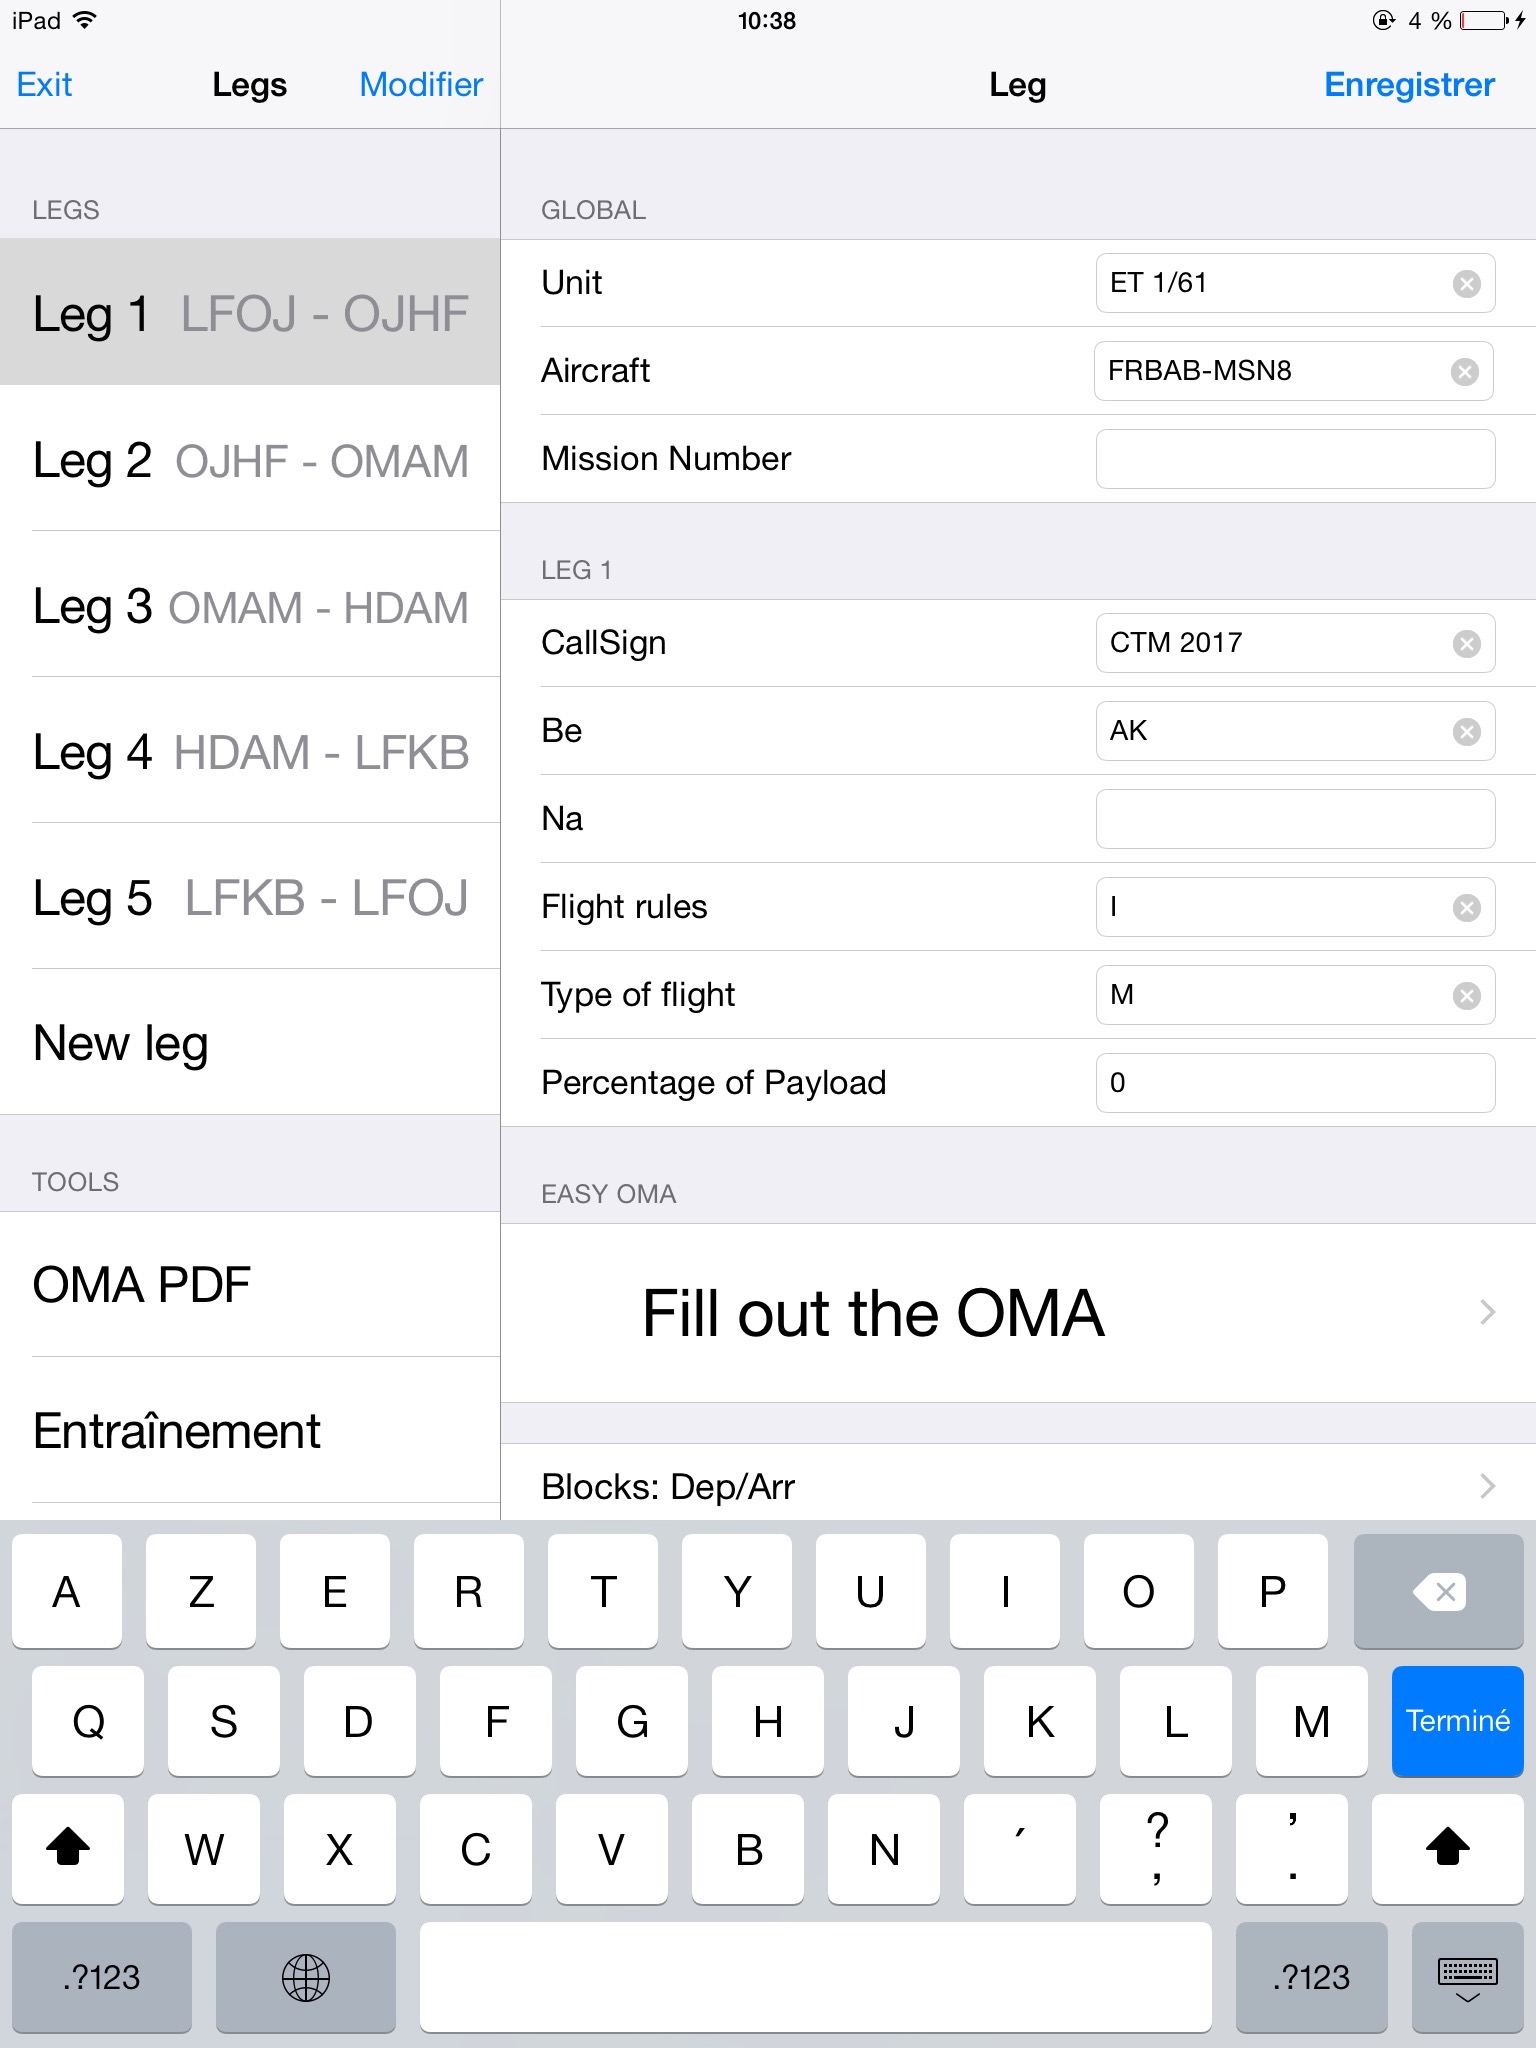 iPad 10:38 4 %
Exit Legs Modifier
Leg Enregistrer
LEGS
Leg 1 LFOJ - OJHF
Leg 2 OJHF - OMAM
Leg 3 OMAM - HDAM
Leg 4 HDAM - LFKB
Leg 5 LFKB - LFOJ
New leg
TOOLS
OMA PDF
Entraînement
GLOBAL
Unit ET 1/61
Aircraft FRBAB-MSN8
Mission Number
LEG 1
CallSign CTM 2017
Be AK
Na
Flight rules I
Type of flight M
Percentage of Payload 0
EASY OMA
Fill out the OMA
Blocks: Dep/Arr
A Z E R T Y U I O P
Q S D F G H J K L M Terminé
W X C V B N ´ ? , ’ .
.?123 .?123